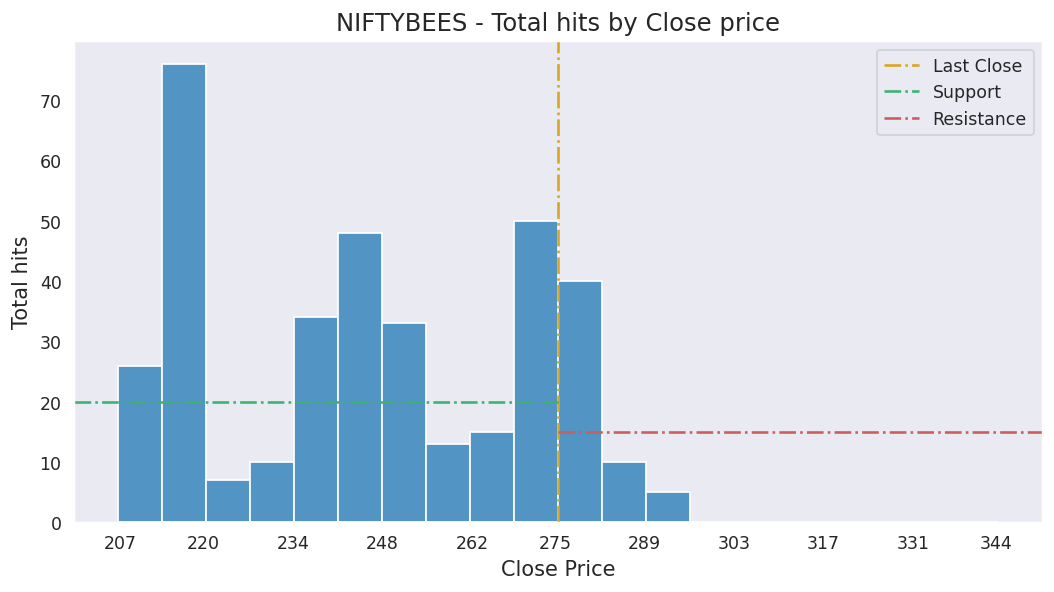 NIFTYBEES - Total hits by Close price
Last Close
Support
Resistance
Total hits
70
60
50
40
30
20
10
0
207 220 234 248 262 275 289 303 317 331 344
Close Price